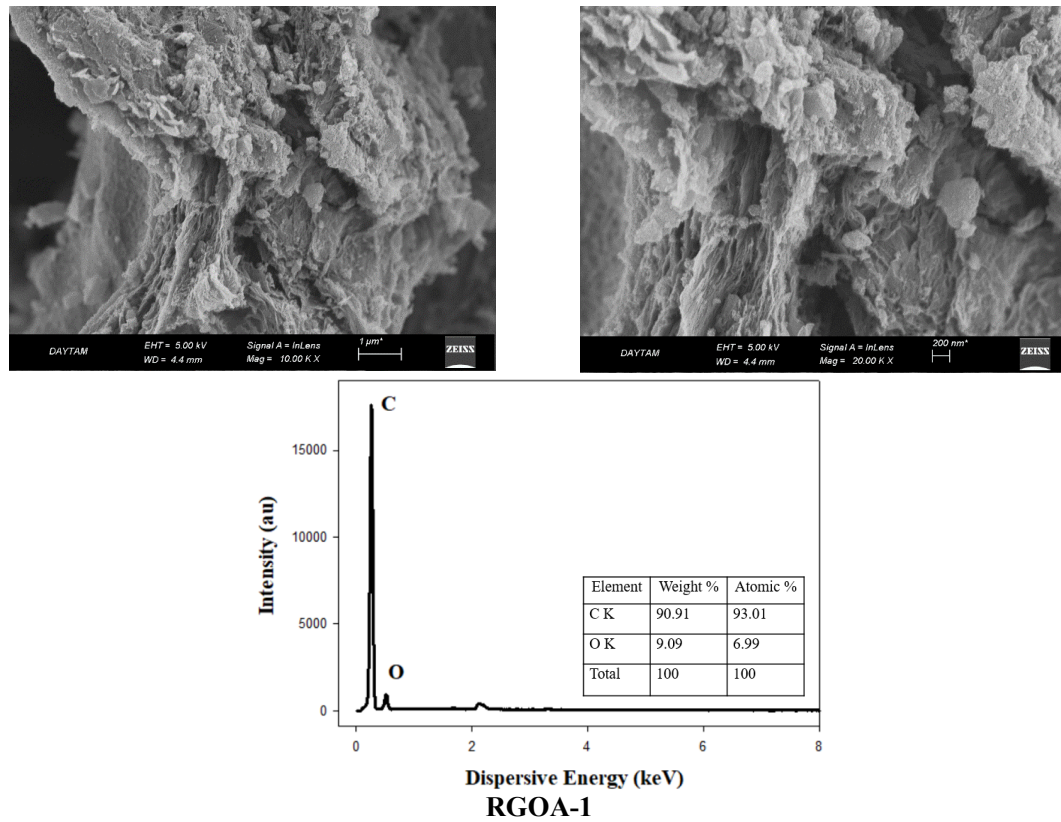 DAYTAM
EHT = 5.00 kV
WD = 4.4 mm
Signal A = InLens
Mag = 10.00 K X
1 µm*
ZEISS
DAYTAM
EHT = 5.00 kV
WD = 4.4 mm
Signal A = InLens
Mag = 20.00 K X
200 nm*
ZEISS
C
15000
10000
5000
0
Intensity (au)
O
Element Weight % Atomic %
C K 90.91 93.01
O K 9.09 6.99
Total 100 100
0 2 4 6 8
Dispersive Energy (keV)
RGOA-1